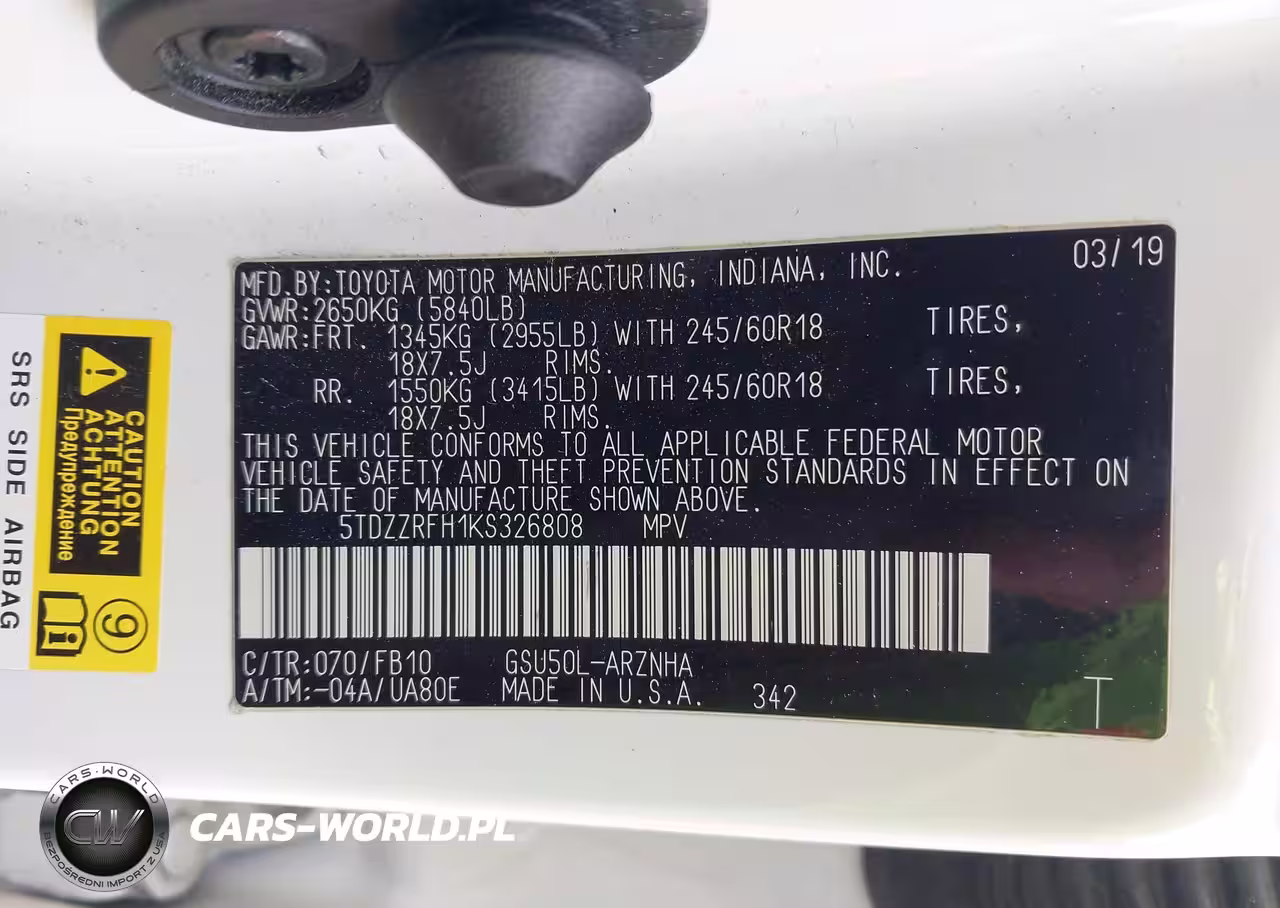 MFD.BY:TOYOTA MOTOR MANUFACTURING, INDIANA, INC. 03/19
GVWR:2650KG (5840LB)
GAWR:FRT. 1345KG (2955LB) WITH 245/60R18 TIRES,
18X7.5J RIMS.
RR. 1550KG (3415LB) WITH 245/60R18 TIRES,
18X7.5J RIMS.
THIS VEHICLE CONFORMS TO ALL APPLICABLE FEDERAL MOTOR
VEHICLE SAFETY AND THEFT PREVENTION STANDARDS IN EFFECT ON
THE DATE OF MANUFACTURE SHOWN ABOVE.
5TDZZRFH1KS326808 MPV
C/TR:070/FB10 GSU50L-ARZNHA
A/TM:-04A/UA80E MADE IN U.S.A. 342
T
SRS SIDE AIRBAG
CAUTION
ATTENTION
ACHTUNG
Предупреждение
9
CARS-WORLD
CW
BEZPOŚREDNI IMPORT Z USA
CARS-WORLD.PL